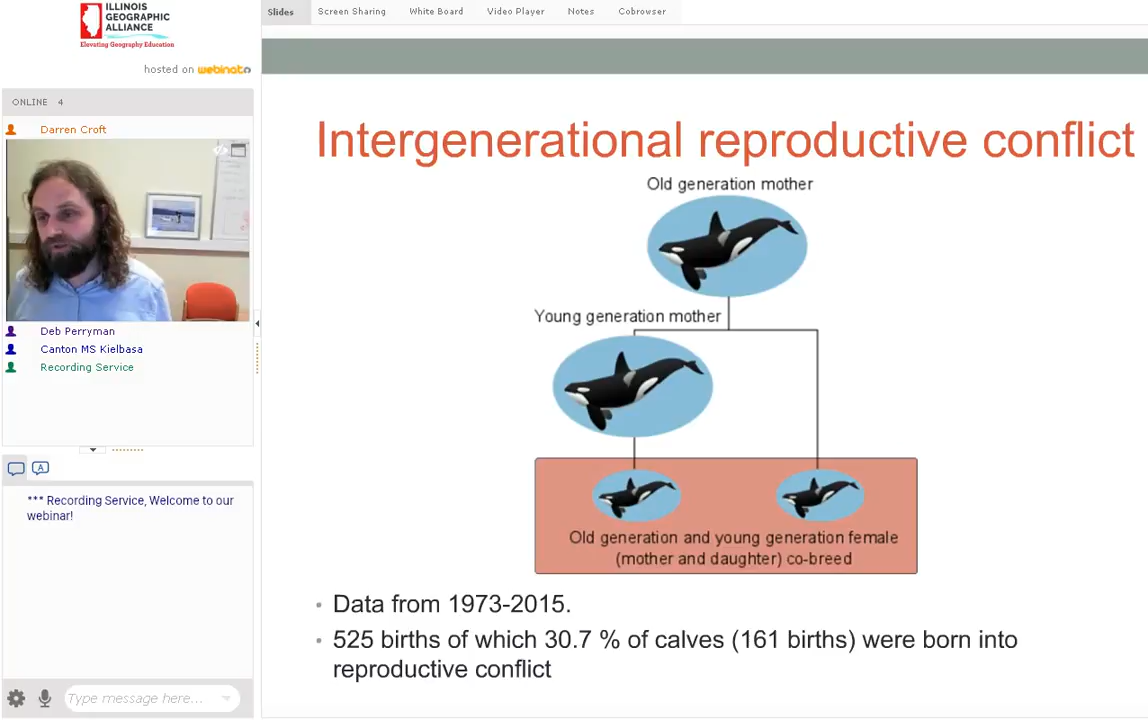 ILLINOIS
GEOGRAPHIC
ALLIANCE
Elevating Geography Education
hosted on webinato
ONLINE 4
Darren Croft
Deb Perryman
Canton MS Kielbasa
Recording Service
*** Recording Service, Welcome to our
webinar!
Type message here...
Slides Screen Sharing White Board Video Player Notes Cobrowser
Intergenerational reproductive conflict
Old generation mother
Young generation mother
Old generation and young generation female
(mother and daughter) co-breed
• Data from 1973-2015.
• 525 births of which 30.7 % of calves (161 births) were born into
reproductive conflict